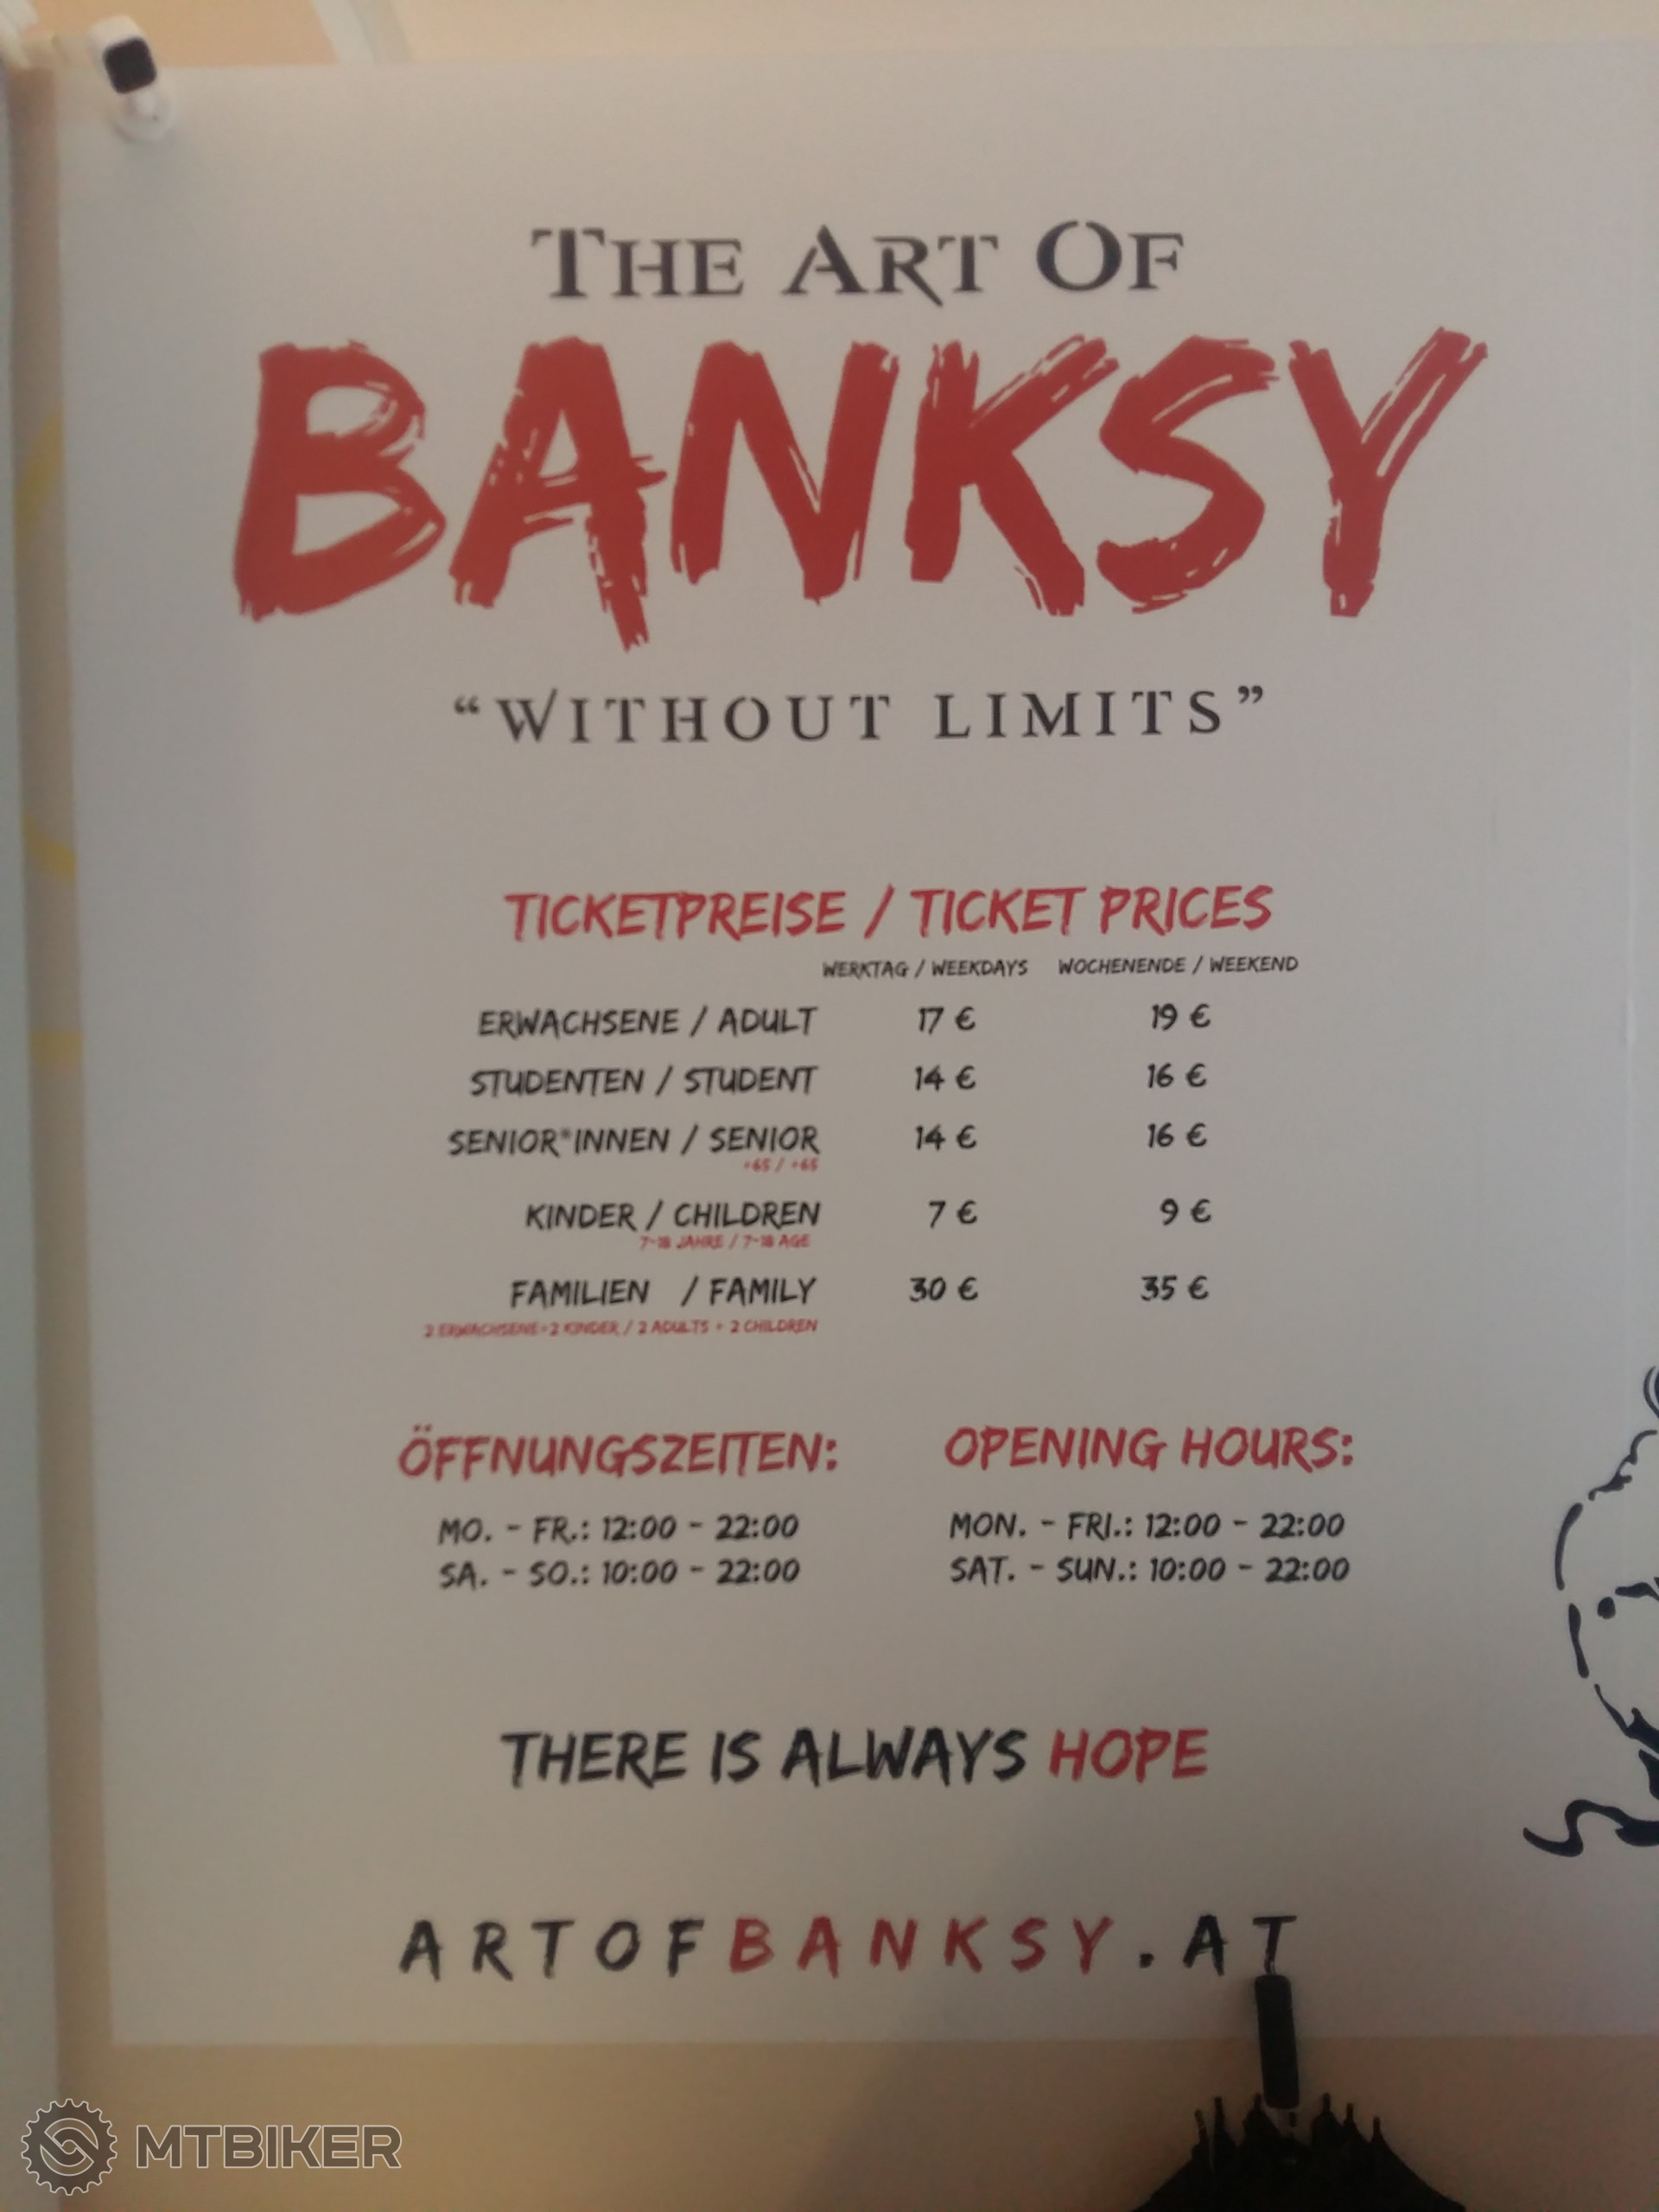 THE ART OF
BANKSY
“WITHOUT LIMITS”
TICKETPREISE / TICKET PRICES
WERKTAG / WEEKDAYS WOCHENENDE / WEEKEND
ERWACHSENE / ADULT 17 € 19 €
STUDENTEN / STUDENT 14 € 16 €
SENIOR*INNEN / SENIOR 14 € 16 €
+65 / +65
KINDER / CHILDREN 7 € 9 €
7-18 JAHRE / 7-18 AGE
FAMILIEN / FAMILY 30 € 35 €
2 ERWACHSENE+2 KINDER / 2 ADULTS + 2 CHILDREN
ÖFFNUNGSZEITEN: OPENING HOURS:
MO. - FR.: 12:00 - 22:00 MON. - FRI.: 12:00 - 22:00
SA. - SO.: 10:00 - 22:00 SAT. - SUN.: 10:00 - 22:00
THERE IS ALWAYS HOPE
ARTOFBANKSY.AT
MTBIKER